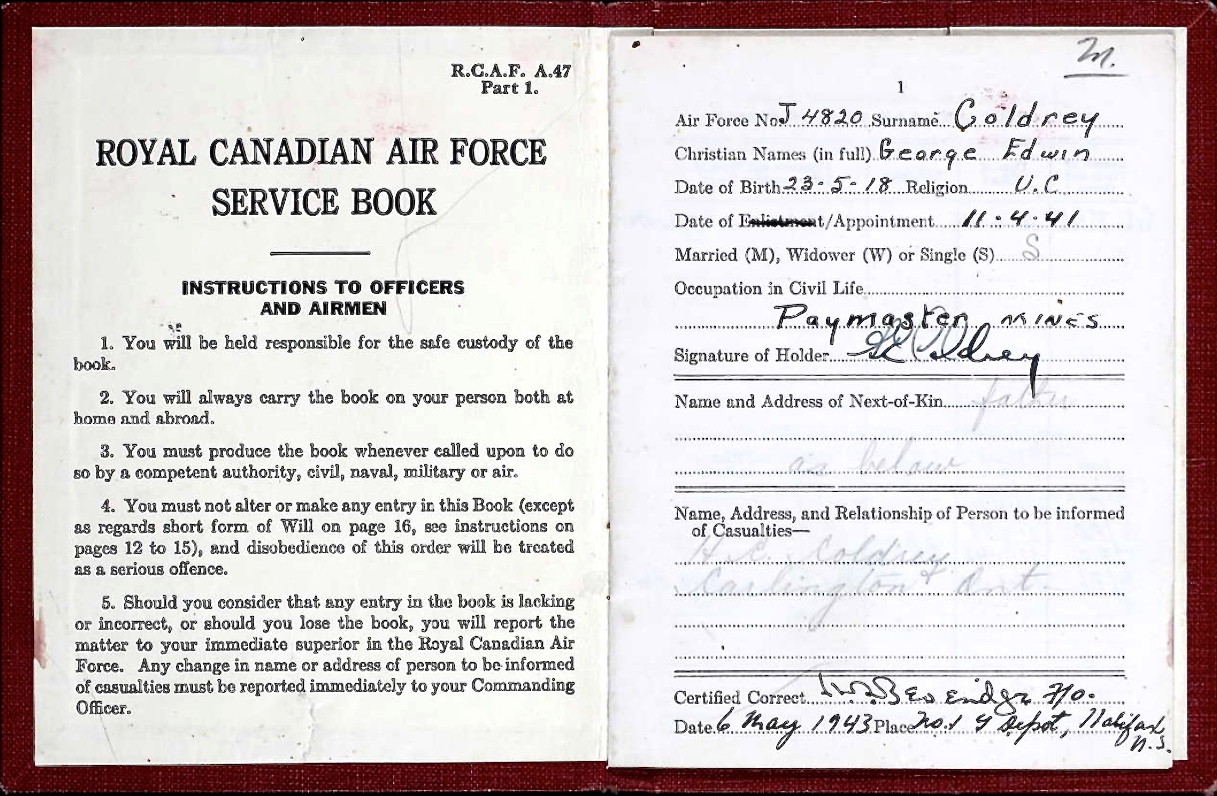 R.C.A.F. A.47
Part 1.
ROYAL CANADIAN AIR FORCE
SERVICE BOOK
INSTRUCTIONS TO OFFICERS
AND AIRMEN
1. You will be held responsible for the safe custody of the
book.
2. You will always carry the book on your person both at
home and abroad.
3. You must produce the book whenever called upon to do
so by a competent authority, civil, naval, military or air.
4. You must not alter or make any entry in this Book (except
as regards short form of Will on page 16, see instructions on
pages 12 to 15), and disobedience of this order will be treated
as a serious offence.
5. Should you consider that any entry in the book is lacking
or incorrect, or should you lose the book, you will report the
matter to your immediate superior in the Royal Canadian Air
Force. Any change in name or address of person to be informed
of casualties must be reported immediately to your Commanding
Officer.
M.
1
Air Force No. J 4820 Surname Coldrey
Christian Names (in full) George Edwin
Date of Birth 23-5-18 Religion U.C
Date of Enlistment/Appointment 11-4-41
Married (M), Widower (W) or Single (S) S
Occupation in Civil Life
Paymaster MINES
Signature of Holder Coldrey
Name and Address of Next-of-Kin father
as below
Name, Address, and Relationship of Person to be informed
of Casualties—
H.C. Coldrey
Ont.
Certified Correct Beveridge F/O.
Date 6 May 1943 Place No. 1 Y Depot, Halifax
N.S.